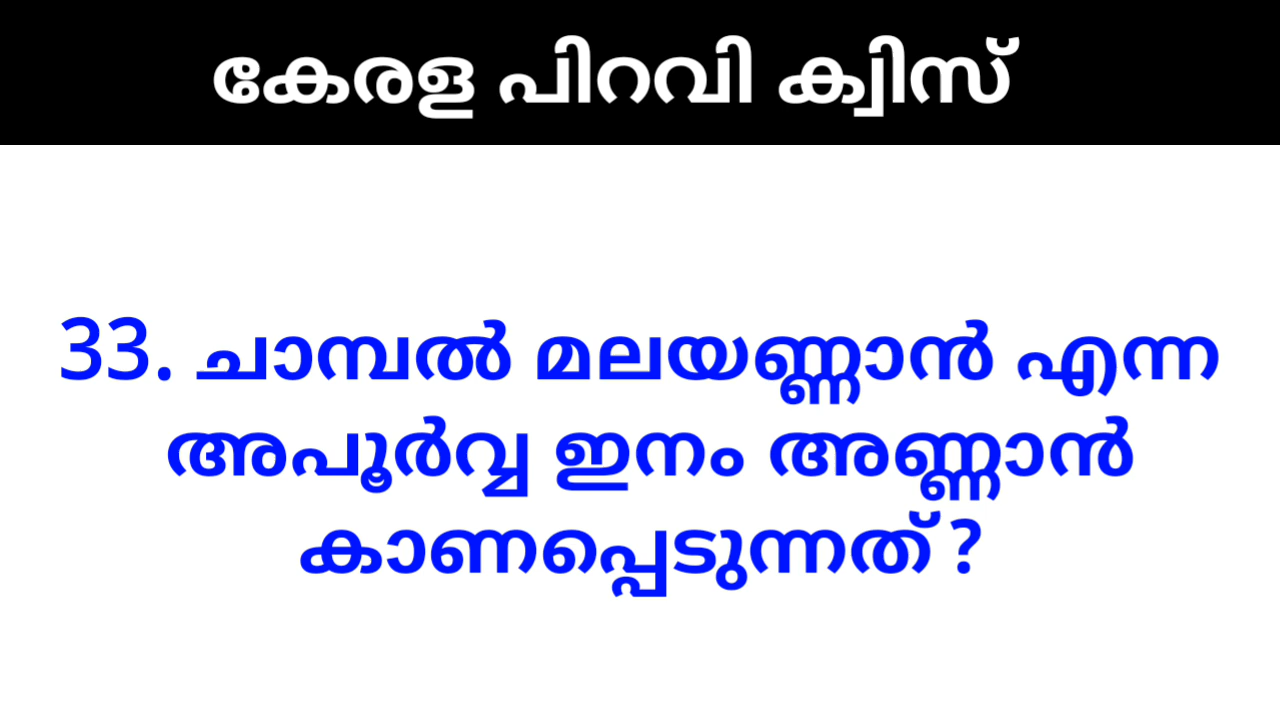 കേരള പിറവി ക്വിസ്
33. ചാമ്പൽ മലയണ്ണാൻ എന്ന
അപൂർവ്വ ഇനം അണ്ണാൻ
കാണപ്പെടുന്നത് ?